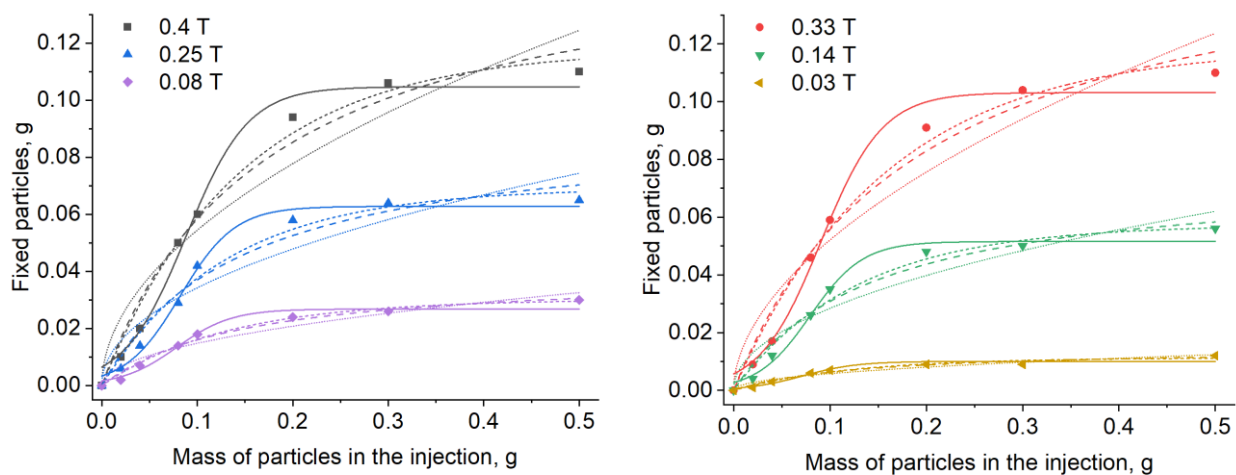 0.4 T
0.25 T
0.08 T
0.12
0.10
0.08
0.06
0.04
0.02
0.00
Fixed particles, g
0.0 0.1 0.2 0.3 0.4 0.5
Mass of particles in the injection, g
0.33 T
0.14 T
0.03 T
0.12
0.10
0.08
0.06
0.04
0.02
0.00
Fixed particles, g
0.0 0.1 0.2 0.3 0.4 0.5
Mass of particles in the injection, g